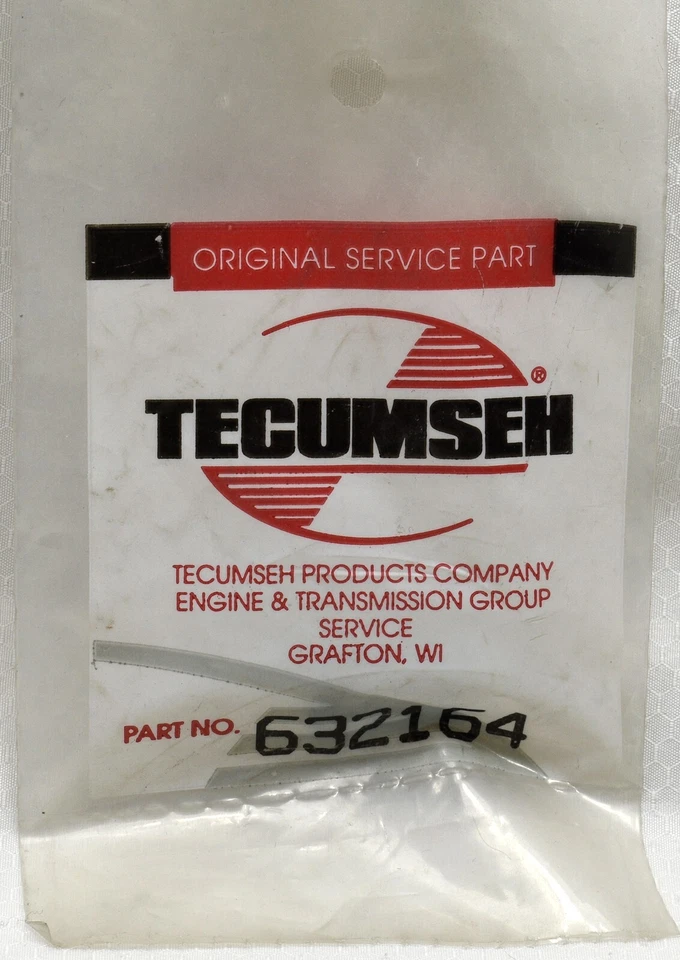 ORIGINAL SERVICE PART
TECUMSEH®
TECUMSEH PRODUCTS COMPANY
ENGINE & TRANSMISSION GROUP
SERVICE
GRAFTON, WI
PART NO. 632164